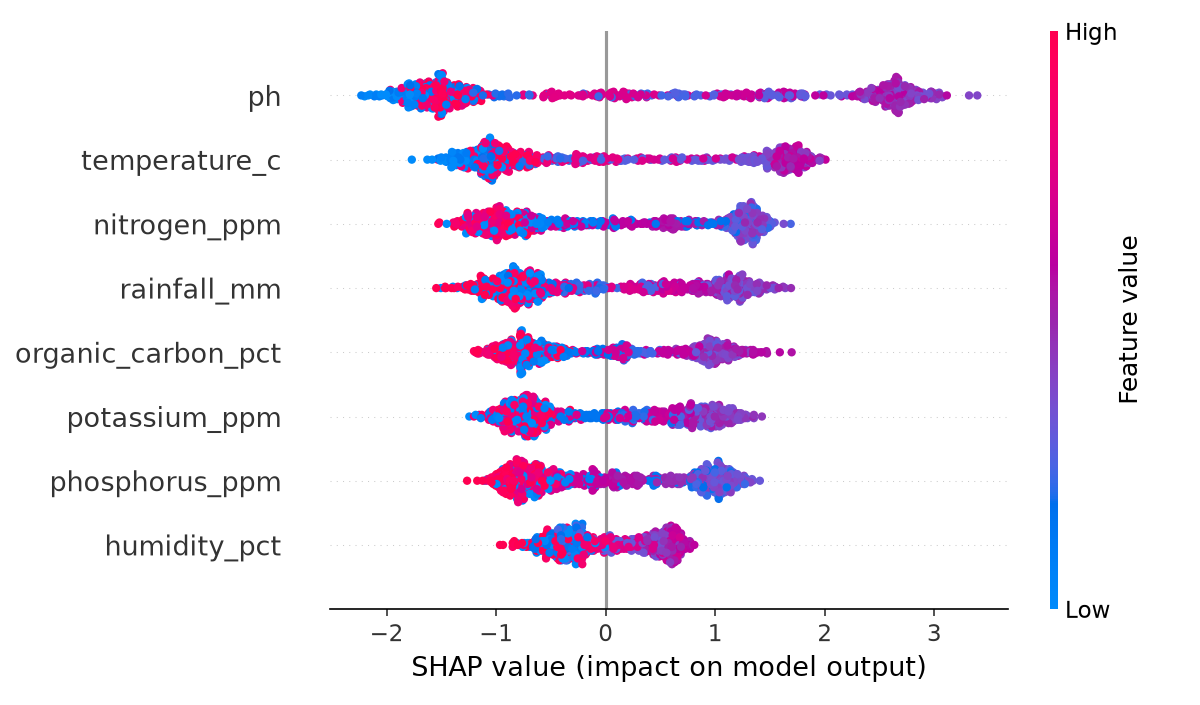 High
ph
temperature_c
nitrogen_ppm
rainfall_mm
organic_carbon_pct
potassium_ppm
phosphorus_ppm
humidity_pct
Feature value
Low
−2 −1 0 1 2 3
SHAP value (impact on model output)